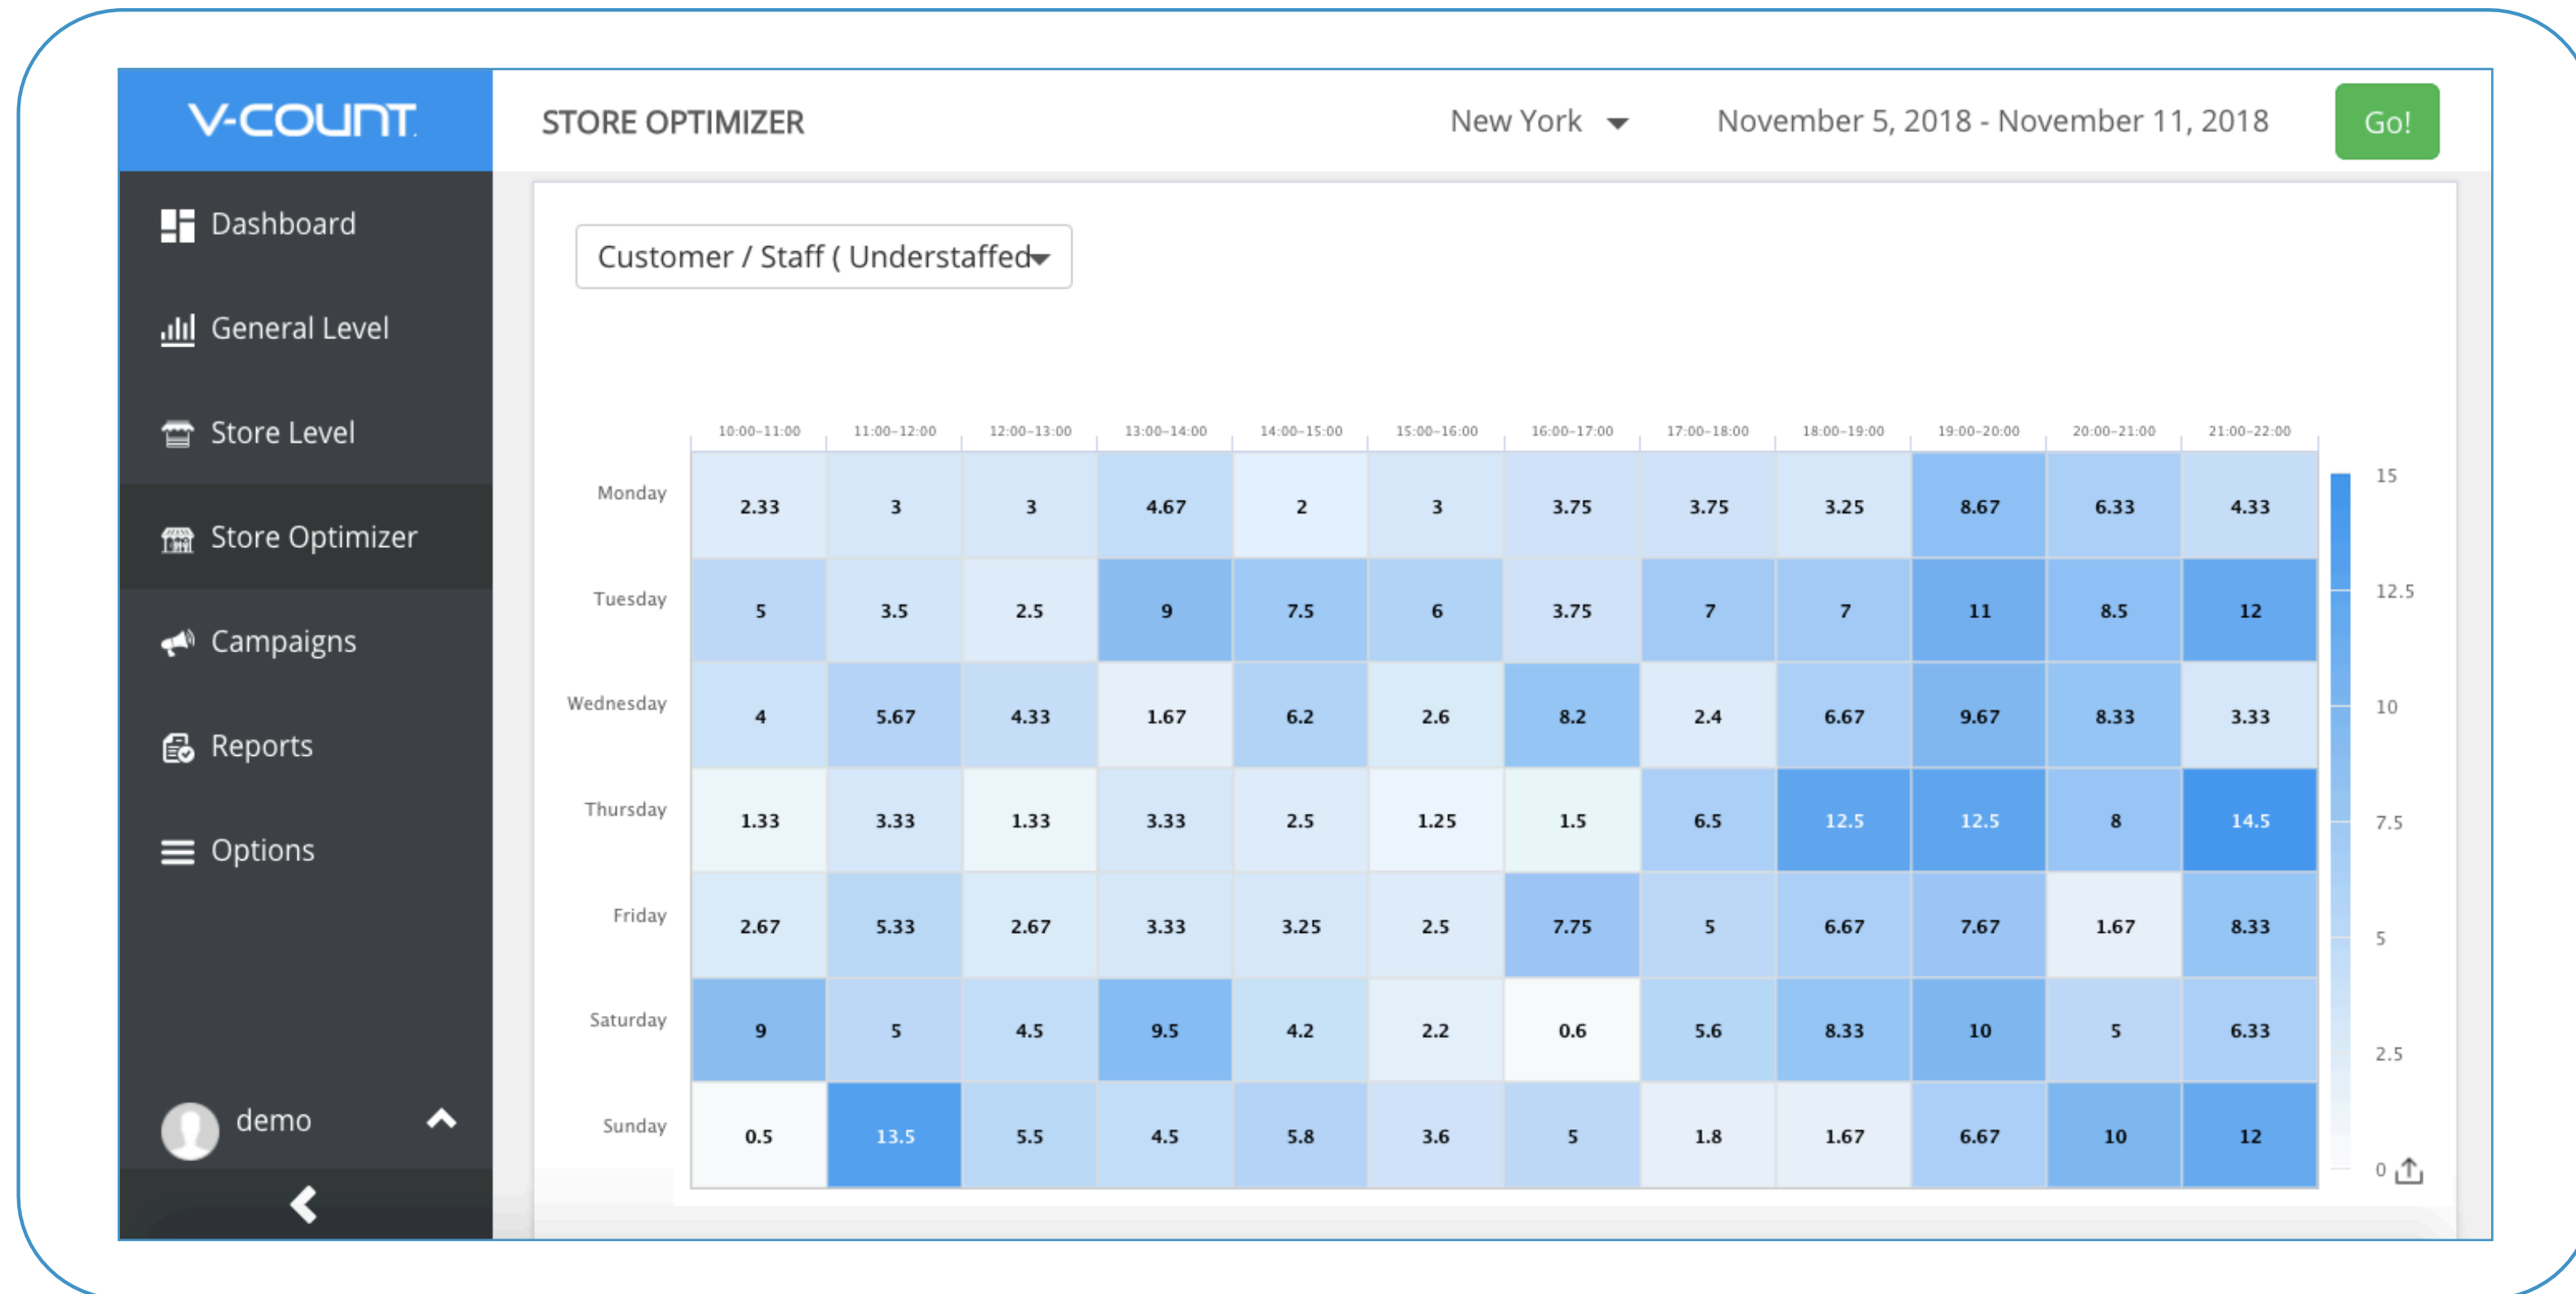 V-COUNT.
STORE OPTIMIZER
New York
November 5, 2018 - November 11, 2018
Go!
Dashboard
General Level
Store Level
Store Optimizer
Campaigns
Reports
Options
demo
Customer / Staff ( Understaffed
10:00-11:00 11:00-12:00 12:00-13:00 13:00-14:00 14:00-15:00 15:00-16:00 16:00-17:00 17:00-18:00 18:00-19:00 19:00-20:00 20:00-21:00 21:00-22:00
Monday 2.33 3 3 4.67 2 3 3.75 3.75 3.25 8.67 6.33 4.33
Tuesday 5 3.5 2.5 9 7.5 6 3.75 7 7 11 8.5 12
Wednesday 4 5.67 4.33 1.67 6.2 2.6 8.2 2.4 6.67 9.67 8.33 3.33
Thursday 1.33 3.33 1.33 3.33 2.5 1.25 1.5 6.5 12.5 12.5 8 14.5
Friday 2.67 5.33 2.67 3.33 3.25 2.5 7.75 5 6.67 7.67 1.67 8.33
Saturday 9 5 4.5 9.5 4.2 2.2 0.6 5.6 8.33 10 5 6.33
Sunday 0.5 13.5 5.5 4.5 5.8 3.6 5 1.8 1.67 6.67 10 12
15
12.5
10
7.5
5
2.5
0